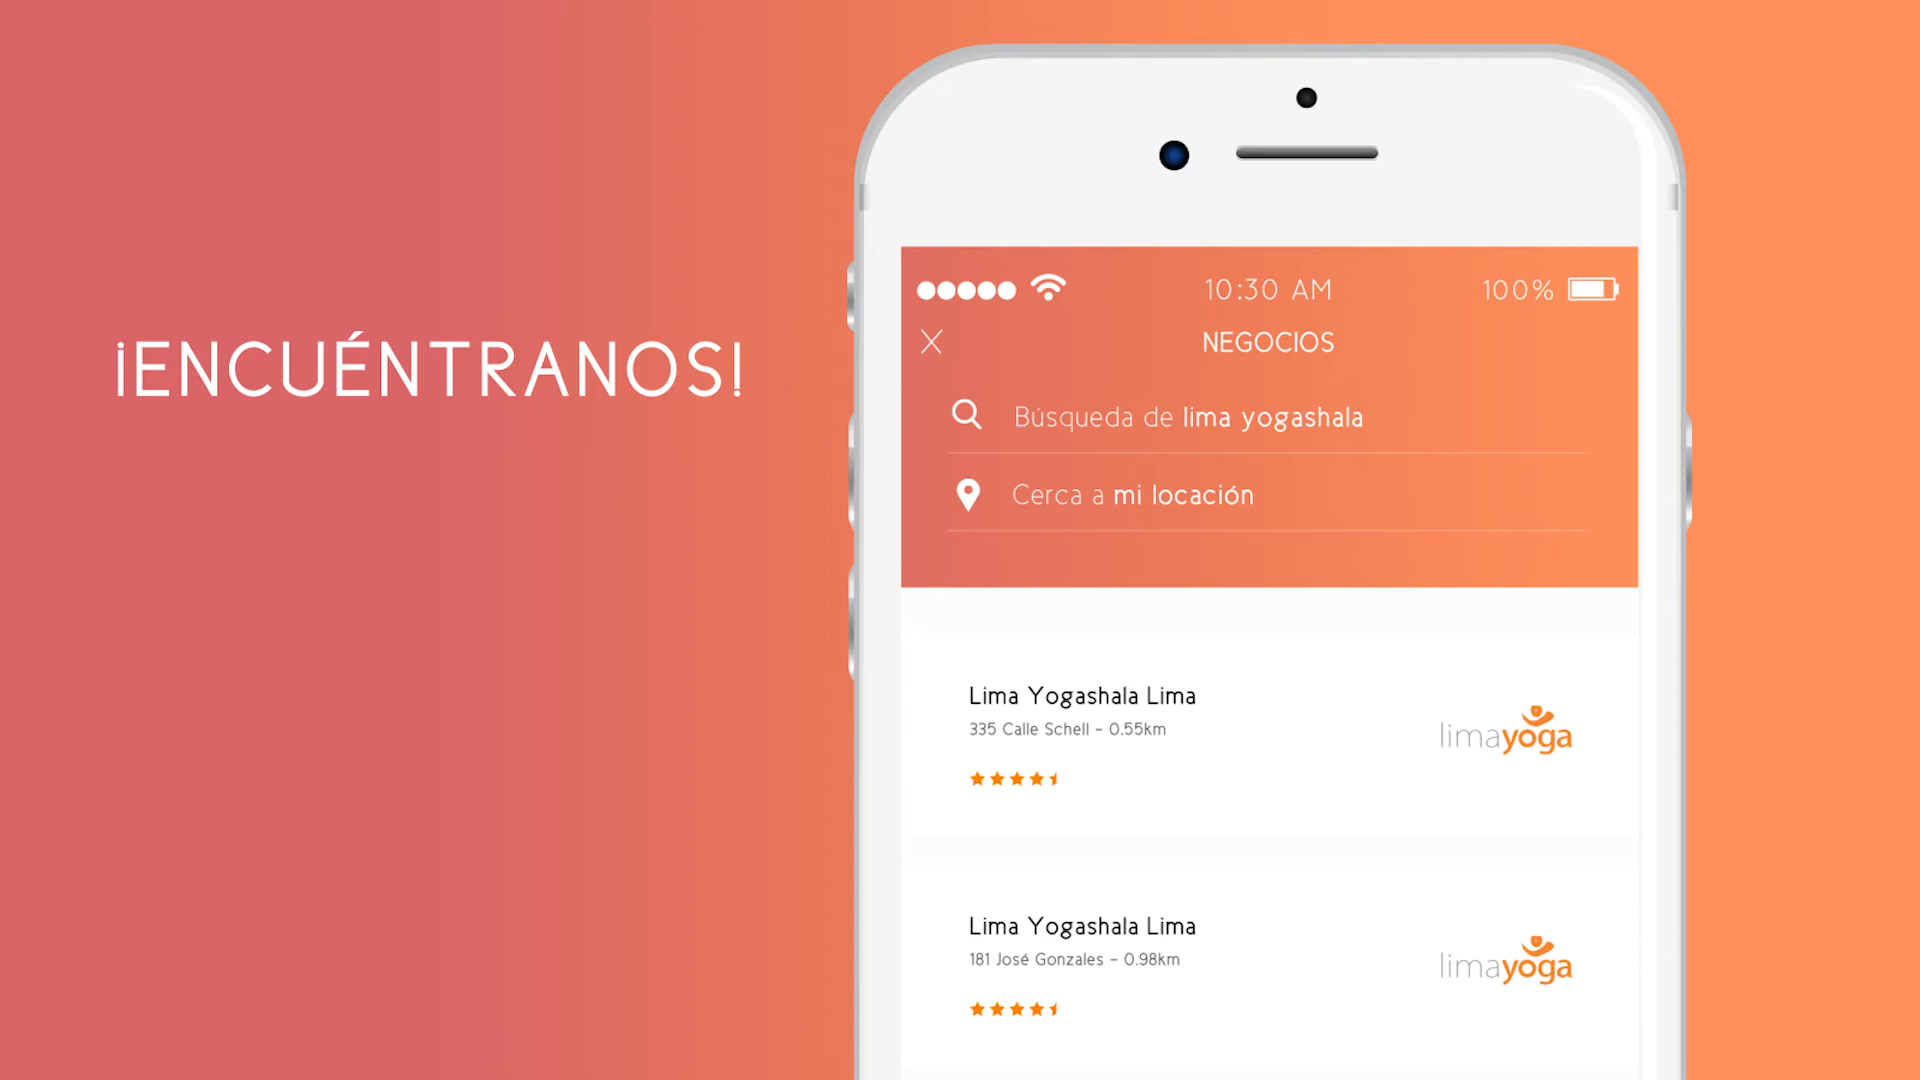 ¡ENCUÉNTRANOS!
10:30 AM
100%
NEGOCIOS
Búsqueda de lima yogashala
Cerca a mi locación
Lima Yogashala Lima
335 Calle Schell - 0.55km
limayoga
Lima Yogashala Lima
181 José Gonzales - 0.98km
limayoga